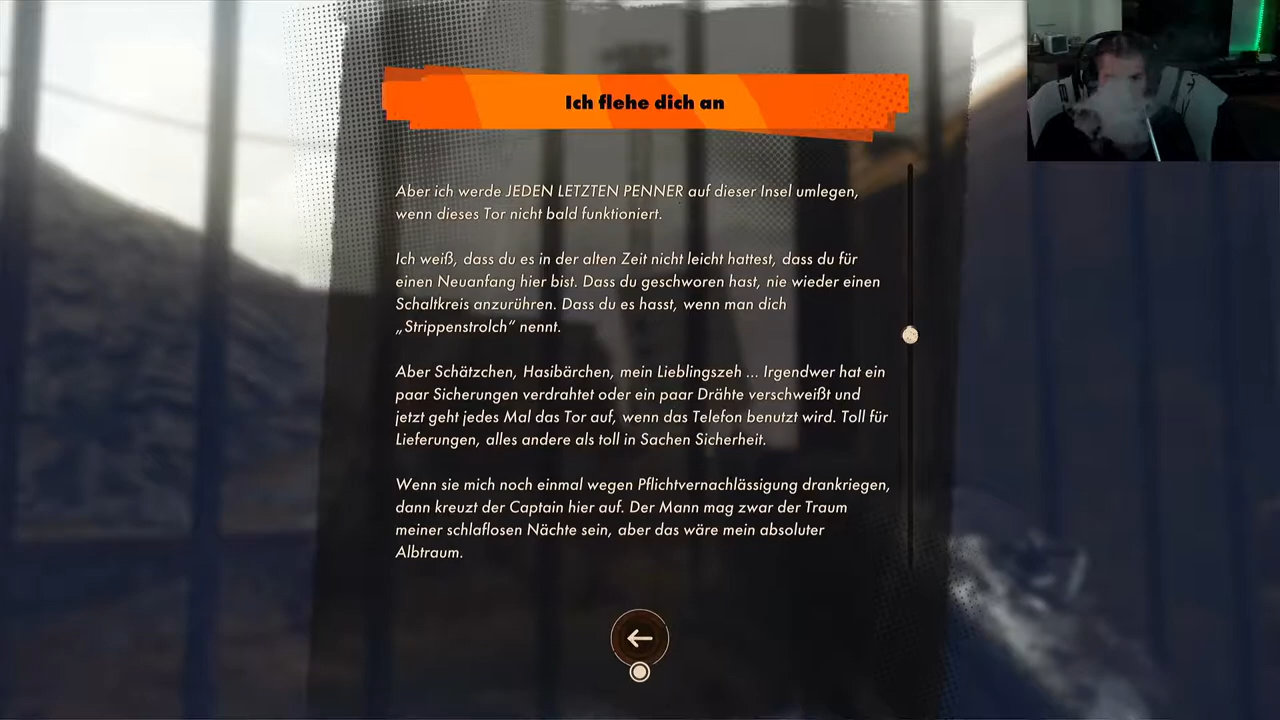 Ich flehe dich an
Aber ich werde JEDEN LETZTEN PENNER auf dieser Insel umlegen,
wenn dieses Tor nicht bald funktioniert.
Ich weiß, dass du es in der alten Zeit nicht leicht hattest, dass du für
einen Neuanfang hier bist. Dass du geschworen hast, nie wieder einen
Schaltkreis anzurühren. Dass du es hasst, wenn man dich
„Strippenstrolch“ nennt.
Aber Schätzchen, Hasibärchen, mein Lieblingszeh ... Irgendwer hat ein
paar Sicherungen verdrahtet oder ein paar Drähte verschweißt und
jetzt geht jedes Mal das Tor auf, wenn das Telefon benutzt wird. Toll für
Lieferungen, alles andere als toll in Sachen Sicherheit.
Wenn sie mich noch einmal wegen Pflichtvernachlässigung drankriegen,
dann kreuzt der Captain hier auf. Der Mann mag zwar der Traum
meiner schlaflosen Nächte sein, aber das wäre mein absoluter
Albtraum.